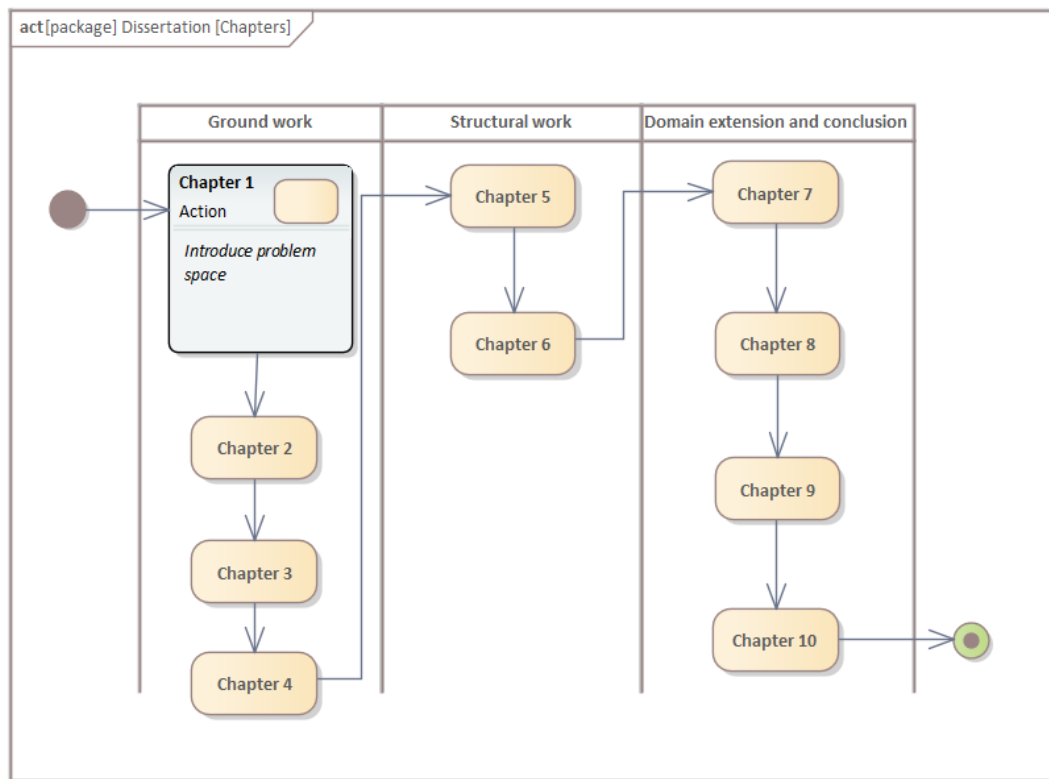 act[package] Dissertation [Chapters]
Ground work
Structural work
Domain extension and conclusion
Chapter 1
Action
Introduce problem
space
Chapter 2
Chapter 3
Chapter 4
Chapter 5
Chapter 6
Chapter 7
Chapter 8
Chapter 9
Chapter 10